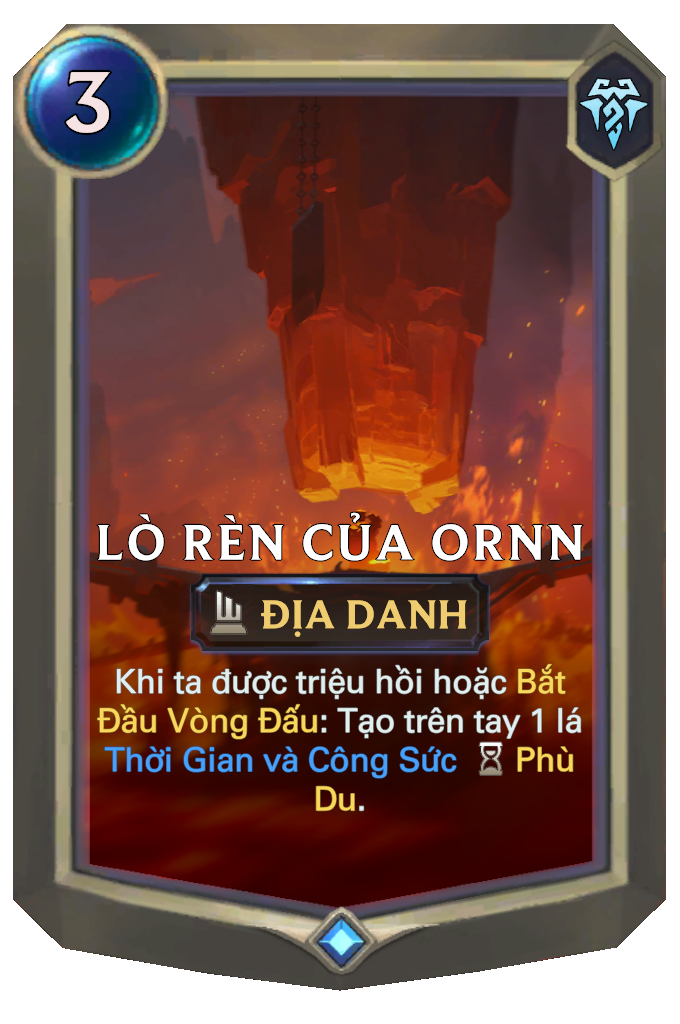 3
LÒ RÈN CỦA ORNN
ĐỊA DANH
Khi ta được triệu hồi hoặc Bắt
Đầu Vòng Đấu: Tạo trên tay 1 lá
Thời Gian và Công Sức Phù
Du.